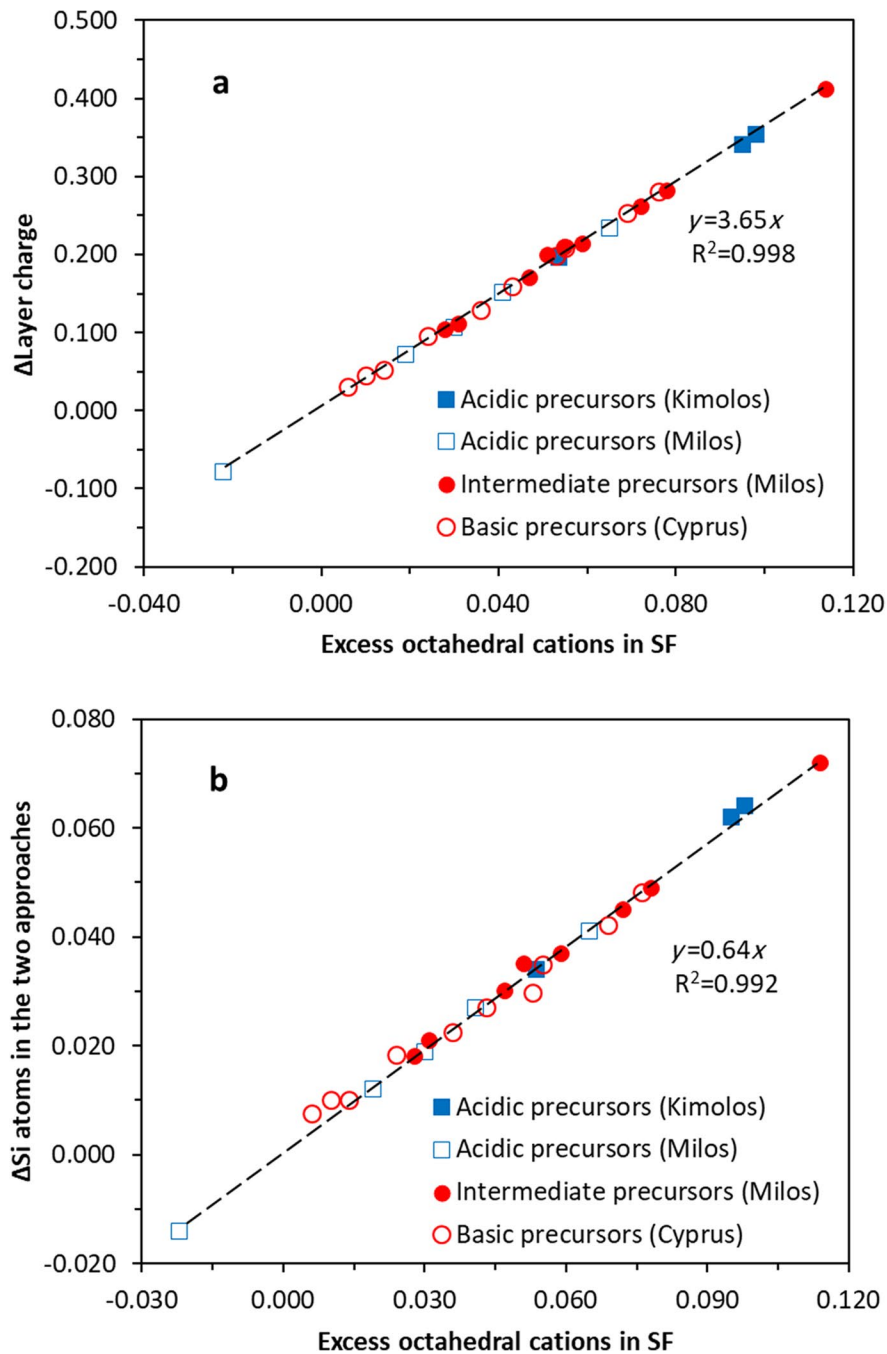 a
0.500
0.400
0.300
0.200
0.100
0.000
-0.100
-0.200
ΔLayer charge
y=3.65x
R²=0.998
Acidic precursors (Kimolos)
Acidic precursors (Milos)
Intermediate precursors (Milos)
Basic precursors (Cyprus)
-0.040 0.000 0.040 0.080 0.120
Excess octahedral cations in SF
b
0.080
0.060
0.040
0.020
0.000
-0.020
ΔSi atoms in the two approaches
y=0.64x
R²=0.992
Acidic precursors (Kimolos)
Acidic precursors (Milos)
Intermediate precursors (Milos)
Basic precursors (Cyprus)
-0.030 0.000 0.030 0.060 0.090 0.120
Excess octahedral cations in SF